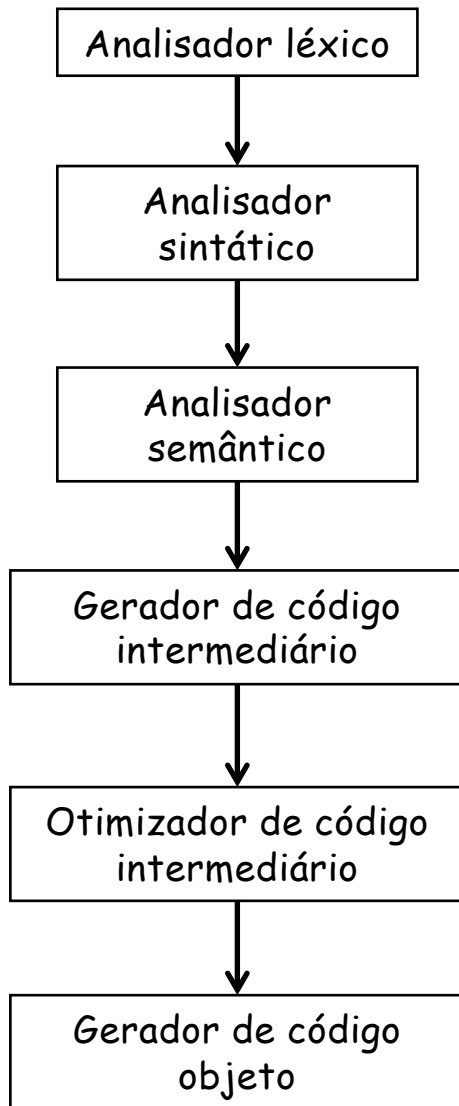 Analisador léxico
Analisador
sintático
Analisador
semântico
Gerador de código
intermediário
Otimizador de código
intermediário
Gerador de código
objeto